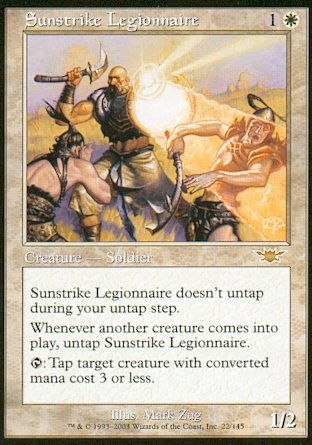 Sunstrike Legionnaire 1
Creature — Soldier
Sunstrike Legionnaire doesn't untap
during your untap step.
Whenever another creature comes into
play, untap Sunstrike Legionnaire.
: Tap target creature with converted
mana cost 3 or less.
1/2
Illus. Mark Zug
™ & © 1993–2003 Wizards of the Coast, Inc. 22/145